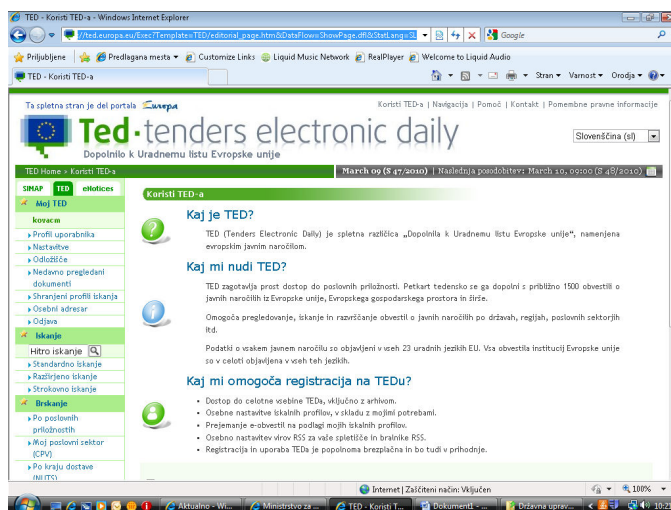 TED - Koristi TED-a - Windows Internet Explorer
//ted.europa.eu/Exec?Template=TED/editorial_page.htm&DataFlow=ShowPage.dfl&StatLang=SL
Google
Priljubljene Predlagana mesta Customize Links Liquid Music Network RealPlayer Welcome to Liquid Audio
TED - Koristi TED-a
Stran Varnost Orodja
Ta spletna stran je del portala Europa
Koristi TED-a | Navigacija | Pomoč | Kontakt | Pomembne pravne informacije
Ted - tenders electronic daily
Slovenščina (sl)
Dopolnilo k Uradnemu listu Evropske unije
TED Home > Koristi TED-a
March 09 (S 47/2010) | Naslednja posodobitev: March 10, 09:00 (S 48/2010)
SIMAP TED eNotices
Moj TED
kovacm
Profil uporabnika
Nastavitve
Odložišče
Nedavno pregledani
dokumenti
Shranjeni profili iskanja
Osebni adresar
Odjava
Iskanje
Hitro iskanje
Standardno iskanje
Razširjeno iskanje
Strokovno iskanje
Brskanje
Po poslovnih
priložnostih
Moj poslovni sektor
(CPV)
Po kraju dostave
(NUTS)
Koristi TED-a
Kaj je TED?
TED (Tenders Electronic Daily) je spletna različica „Dopolnila k Uradnemu listu Evropske unije“, namenjena
evropskim javnim naročilom.
Kaj mi nudi TED?
TED zagotavlja prost dostop do poslovnih priložnosti. Petkrat tedensko se ga dopolni s približno 1500 obvestili o
javnih naročilih iz Evropske unije, Evropskega gospodarskega prostora in širše.
Omogoča pregledovanje, iskanje in razvrščanje obvestil o javnih naročilih po državah, regijah, poslovnih sektorjih
itd.
Podatki o vsakem javnem naročilu so objavljeni v vseh 23 uradnih jezikih EU. Vsa obvestila institucij Evropske unije
so v celoti objavljena v vseh teh jezikih.
Kaj mi omogoča registracija na TEDu?
Dostop do celotne vsebine TEDa, vključno z arhivom.
Osebne nastavitve iskalnih profilov, v skladu z mojimi potrebami.
Prejemanje e-obvestil na podlagi mojih iskalnih profilov.
Osebno nastavitev virov RSS za vaše spletišče in bralnike RSS.
Registracija in uporaba TEDa je popolnoma brezplačna in bo tudi v prihodnje.
Internet | Zaščiteni način: Vključen
100%
Aktualno - Wi... Ministrstvo za ... TED - Koristi T... Dokument1 - ... Državna uprav...